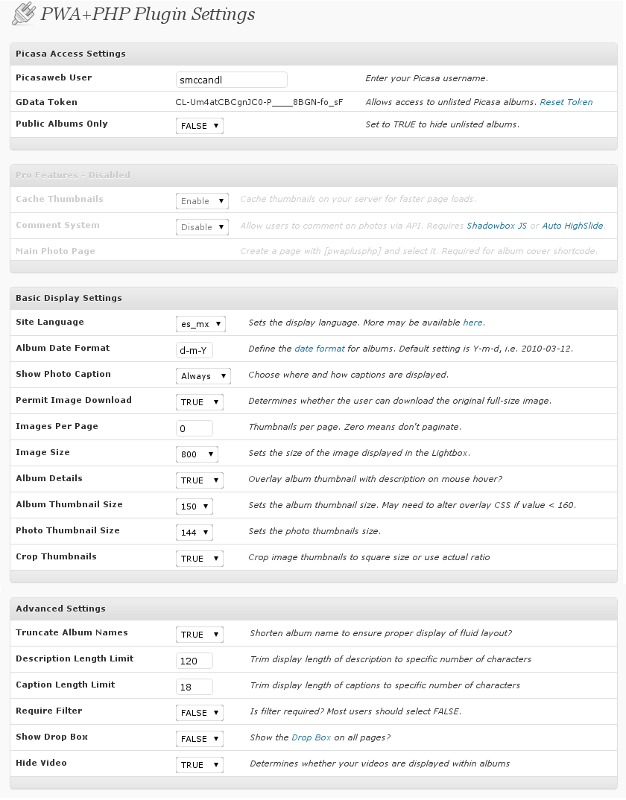 PWA+PHP Plugin Settings
Picasa Access Settings
Picasaweb User smccandl Enter your Picasa username.
GData Token CL-Um4atCBCgnJC0-P____8BGN-fo_sF Allows access to unlisted Picasa albums. Reset Token
Public Albums Only FALSE Set to TRUE to hide unlisted albums.
Pro Features - Disabled
Cache Thumbnails Enable Cache thumbnails on your server for faster page loads.
Comment System Disable Allow users to comment on photos via API. Requires Shadowbox JS or Auto HighSlide.
Main Photo Page Create a page with [pwaplusphp] and select it. Required for album cover shortcode.
Basic Display Settings
Site Language es_mx Sets the display language. More may be available here.
Album Date Format d-m-Y Define the date format for albums. Default setting is Y-m-d, i.e. 2010-03-12.
Show Photo Caption Always Choose where and how captions are displayed.
Permit Image Download TRUE Determines whether the user can download the original full-size image.
Images Per Page 0 Thumbnails per page. Zero means don't paginate.
Image Size 800 Sets the size of the image displayed in the Lightbox.
Album Details TRUE Overlay album thumbnail with description on mouse hover?
Album Thumbnail Size 150 Sets the album thumbnail size. May need to alter overlay CSS if value < 160.
Photo Thumbnail Size 144 Sets the photo thumbnails size.
Crop Thumbnails TRUE Crop image thumbnails to square size or use actual ratio
Advanced Settings
Truncate Album Names TRUE Shorten album name to ensure proper display of fluid layout?
Description Length Limit 120 Trim display length of description to specific number of characters
Caption Length Limit 18 Trim display length of captions to specific number of characters
Require Filter FALSE Is filter required? Most users should select FALSE.
Show Drop Box FALSE Show the Drop Box on all pages?
Hide Video TRUE Determines whether your videos are displayed within albums